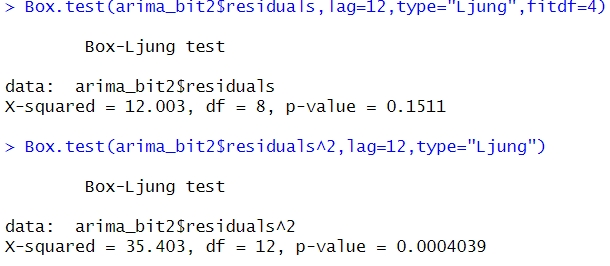 > Box.test(arima_bit2$residuals,lag=12,type="Ljung",fitdf=4)
Box-Ljung test
data:  arima_bit2$residuals
X-squared = 12.003, df = 8, p-value = 0.1511
> Box.test(arima_bit2$residuals^2,lag=12,type="Ljung")
Box-Ljung test
data:  arima_bit2$residuals^2
X-squared = 35.403, df = 12, p-value = 0.0004039